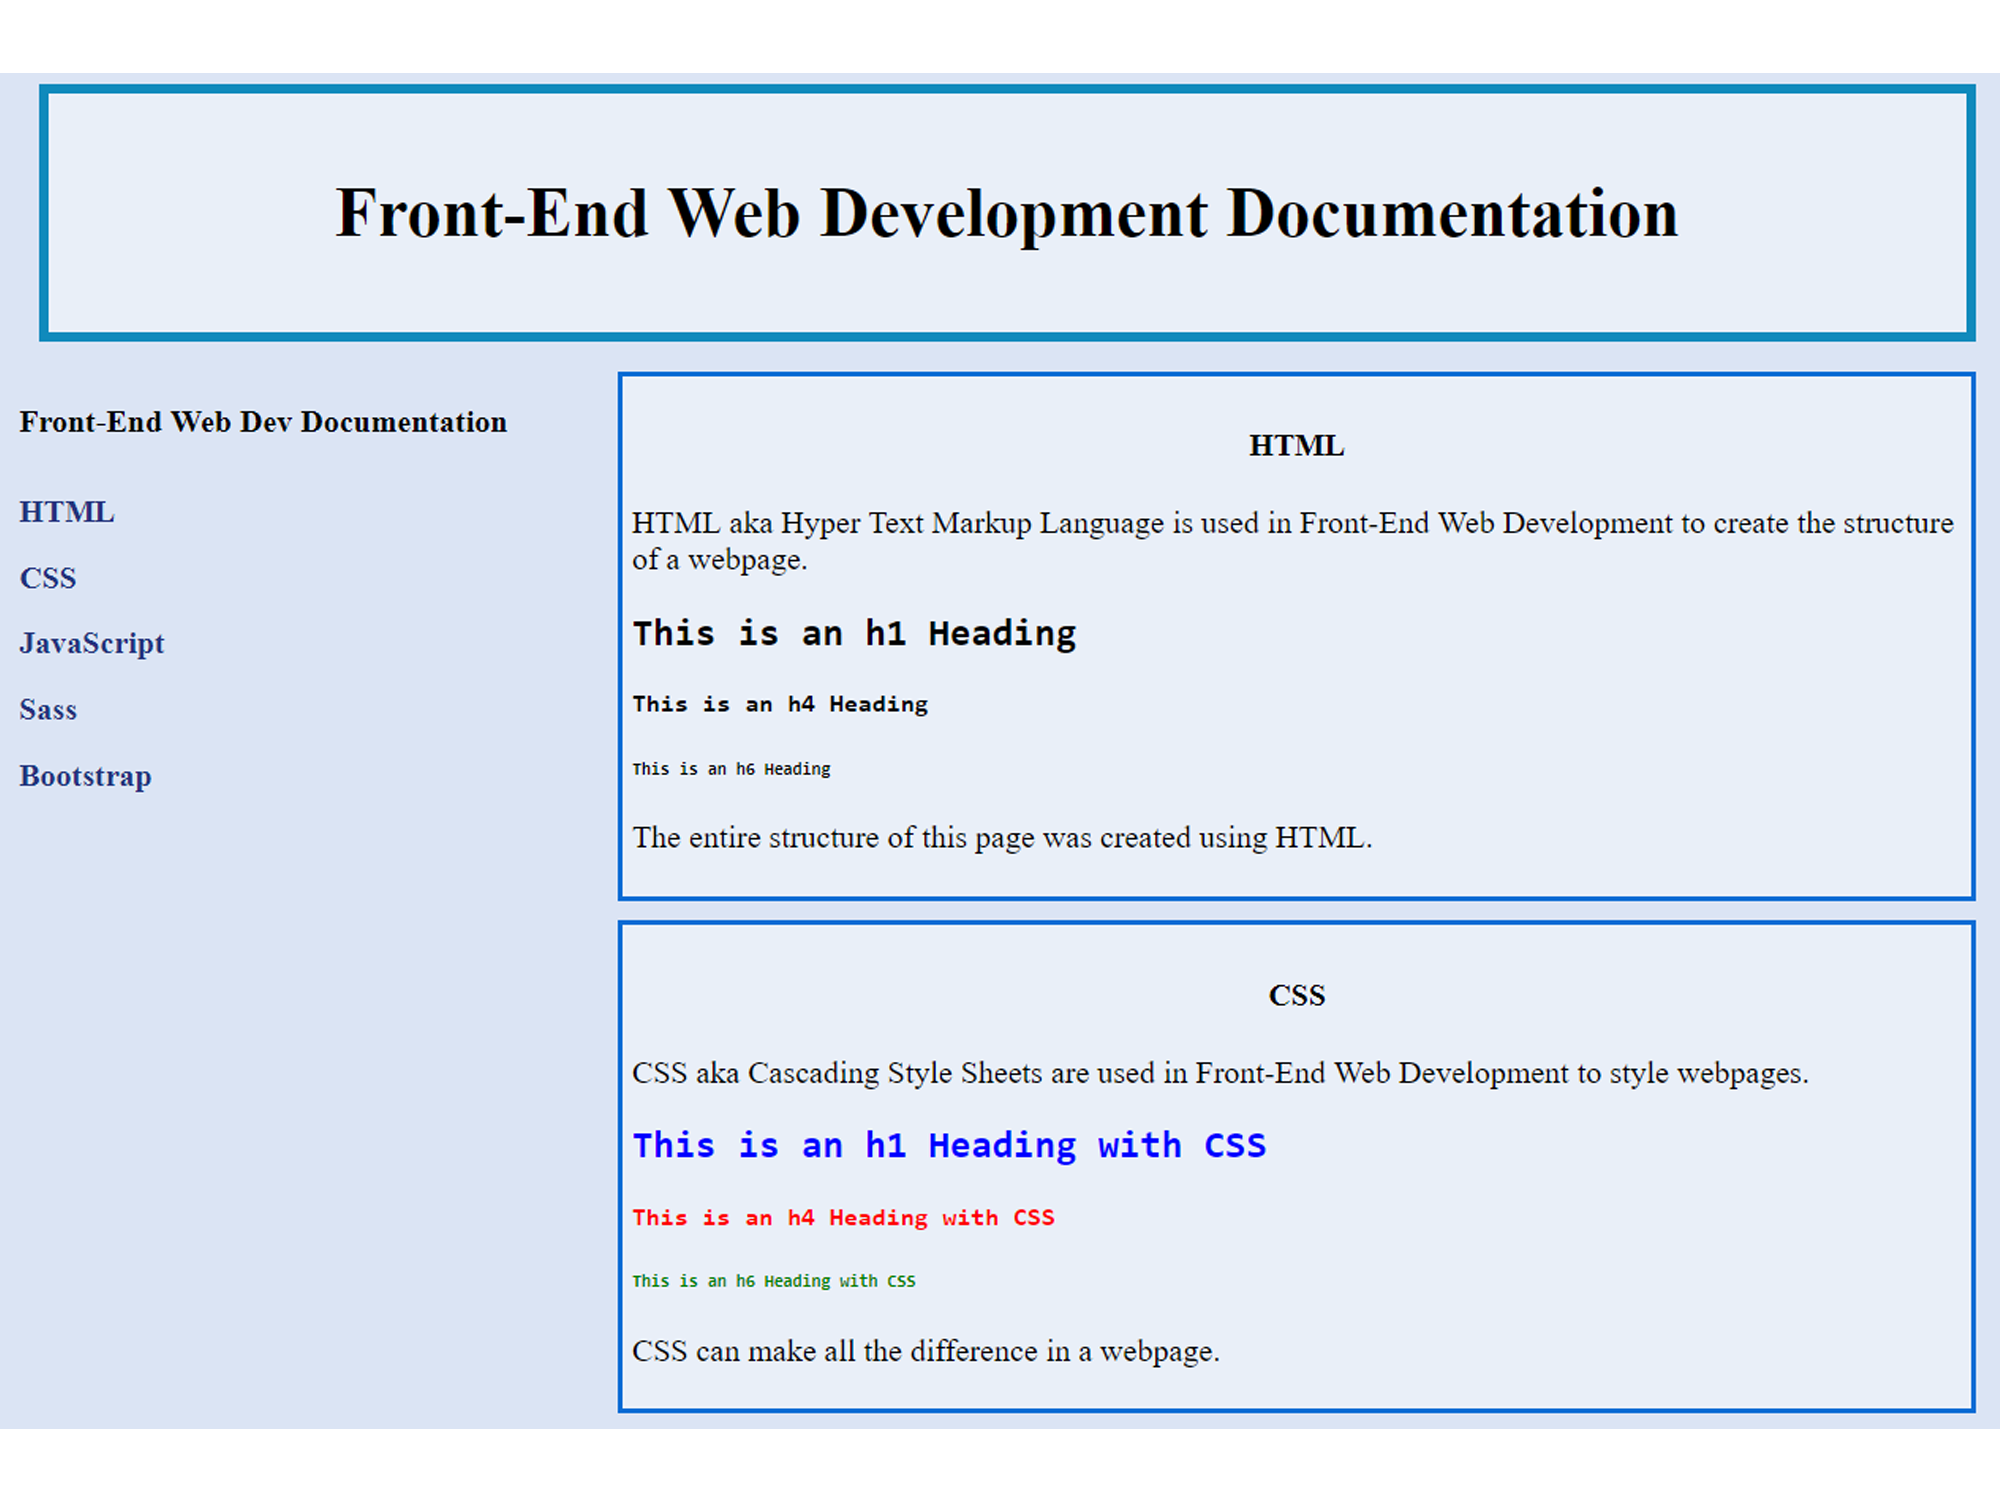 Front-End Web Development Documentation
Front-End Web Dev Documentation
HTML
CSS
JavaScript
Sass
Bootstrap
HTML
HTML aka Hyper Text Markup Language is used in Front-End Web Development to create the structure
of a webpage.
This is an h1 Heading
This is an h4 Heading
This is an h6 Heading
The entire structure of this page was created using HTML.
CSS
CSS aka Cascading Style Sheets are used in Front-End Web Development to style webpages.
This is an h1 Heading with CSS
This is an h4 Heading with CSS
This is an h6 Heading with CSS
CSS can make all the difference in a webpage.